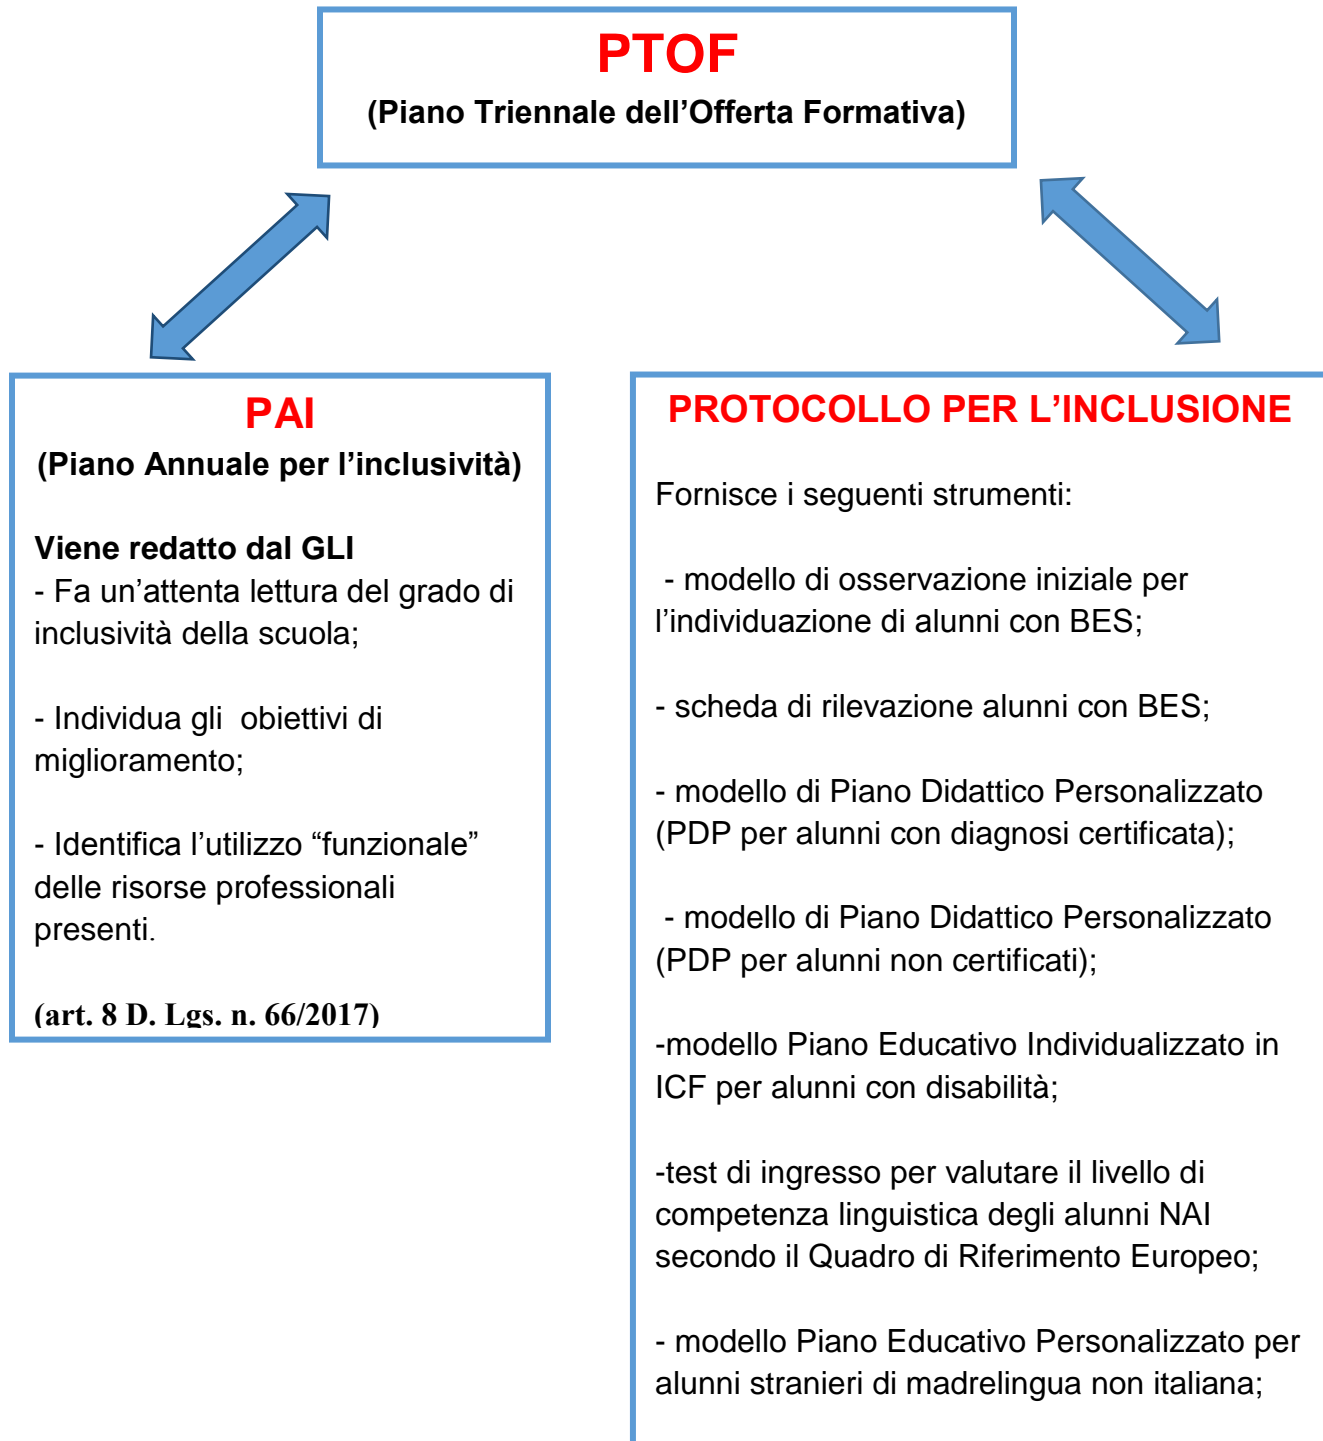 PTOF
(Piano Triennale dell’Offerta Formativa)
PAI
(Piano Annuale per l’inclusività)
Viene redatto dal GLI
- Fa un’attenta lettura del grado di
inclusività della scuola;
- Individua gli  obiettivi di
miglioramento;
- Identifica l’utilizzo “funzionale”
delle risorse professionali
presenti.
(art. 8 D. Lgs. n. 66/2017)
PROTOCOLLO PER L’INCLUSIONE
Fornisce i seguenti strumenti:
- modello di osservazione iniziale per
l’individuazione di alunni con BES;
- scheda di rilevazione alunni con BES;
- modello di Piano Didattico Personalizzato
(PDP per alunni con diagnosi certificata);
- modello di Piano Didattico Personalizzato
(PDP per alunni non certificati);
-modello Piano Educativo Individualizzato in
ICF per alunni con disabilità;
-test di ingresso per valutare il livello di
competenza linguistica degli alunni NAI
secondo il Quadro di Riferimento Europeo;
- modello Piano Educativo Personalizzato per
alunni stranieri di madrelingua non italiana;